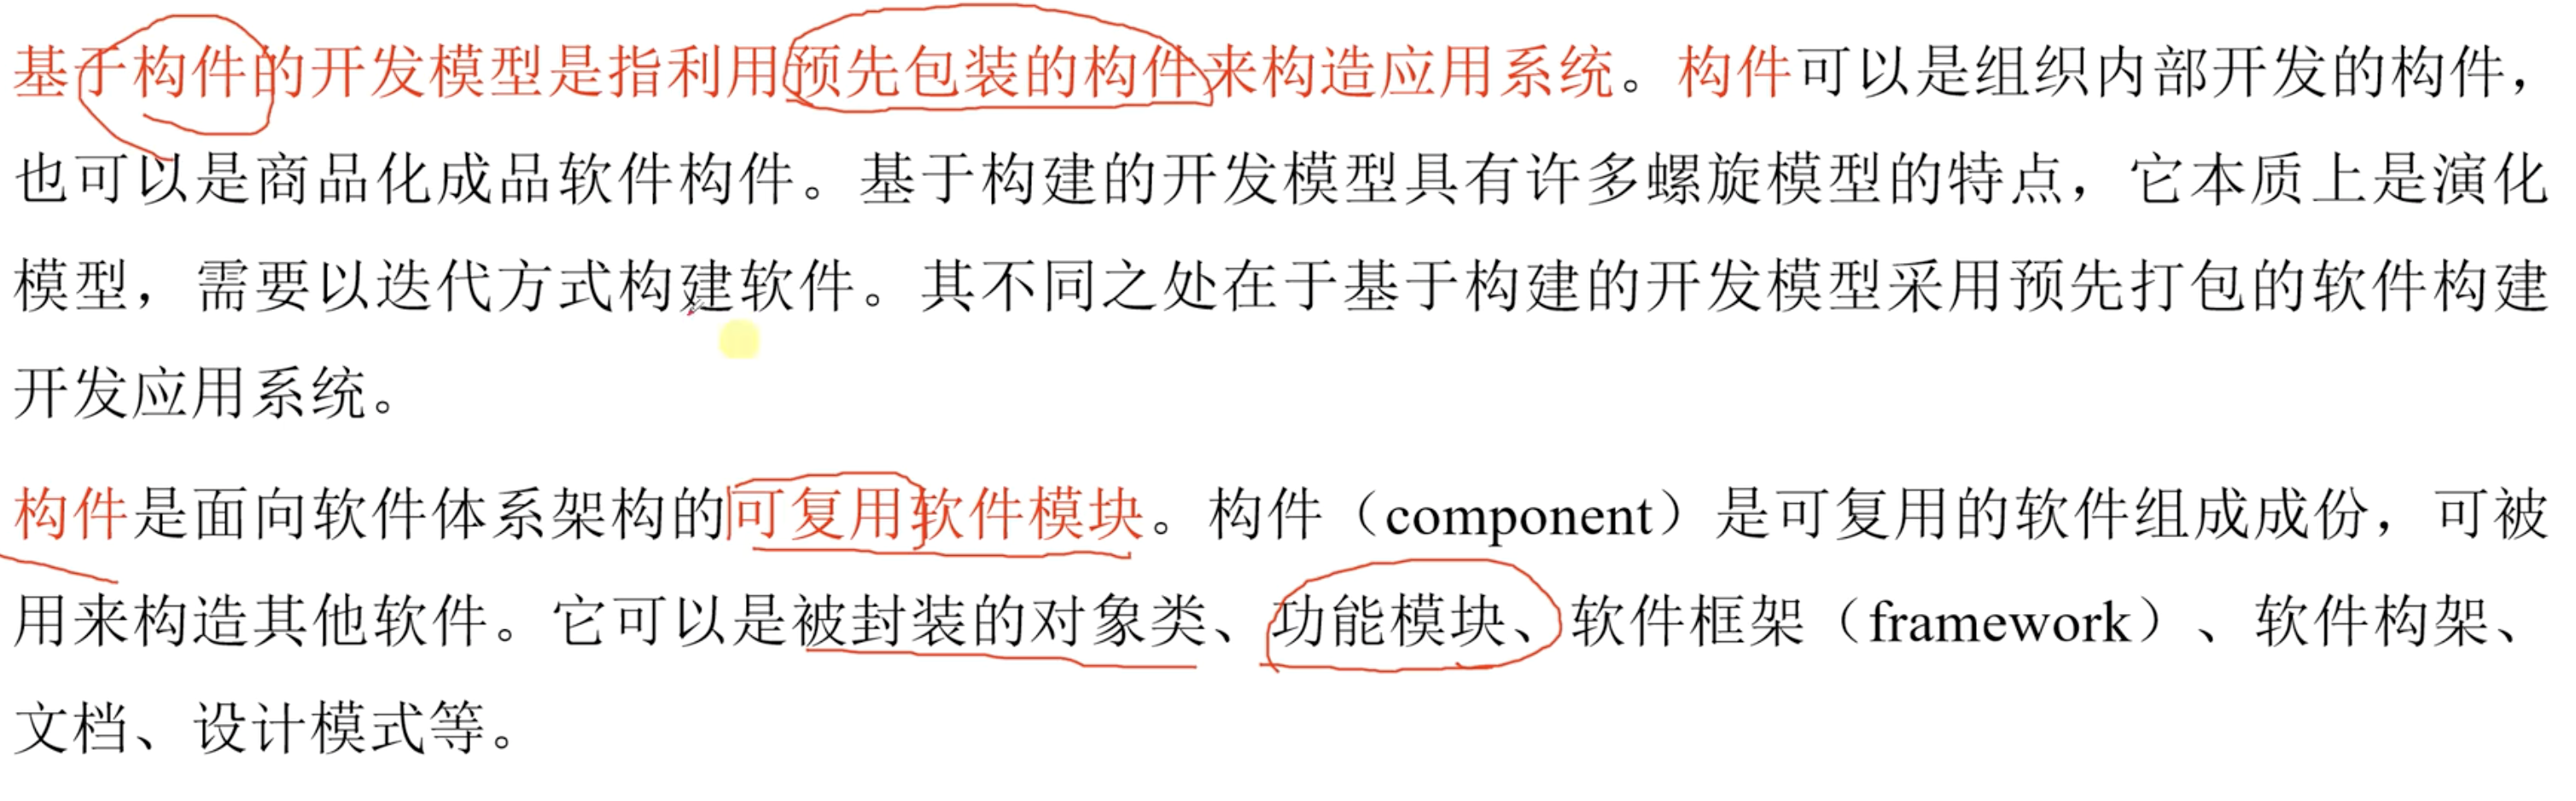 基于构件的开发模型是指利用预先包装的构件来构造应用系统。构件可以是组织内部开发的构件，
也可以是商品化成品软件构件。基于构建的开发模型具有许多螺旋模型的特点，它本质上是演化
模型，需要以迭代方式构建软件。其不同之处在于基于构建的开发模型采用预先打包的软件构建
开发应用系统。
构件是面向软件体系架构的可复用软件模块。构件（component）是可复用的软件组成成份，可被
用来构造其他软件。它可以是被封装的对象类、功能模块、软件框架（framework）、软件构架、
文档、设计模式等。